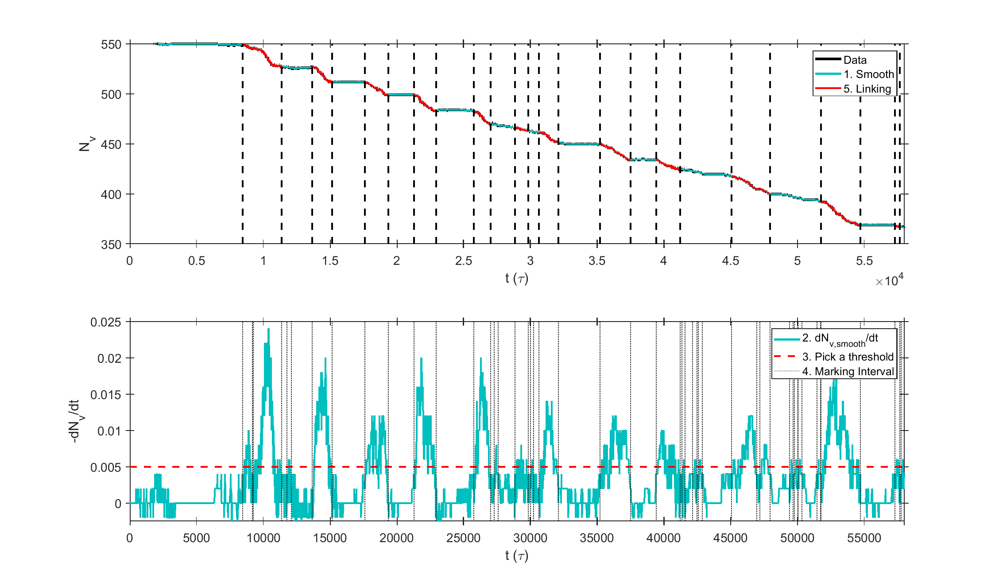 550
500
450
400
350
N_v
0 0.5 1 1.5 2 2.5 3 3.5 4 4.5 5 5.5
t (τ)
×10^4
Data
1. Smooth
5. Linking
0.025
0.02
0.015
0.01
0.005
0
-dN_v/dt
2. dN_v,smooth/dt
3. Pick a threshold
4. Marking Interval
0 5000 10000 15000 20000 25000 30000 35000 40000 45000 50000 55000
t (τ)